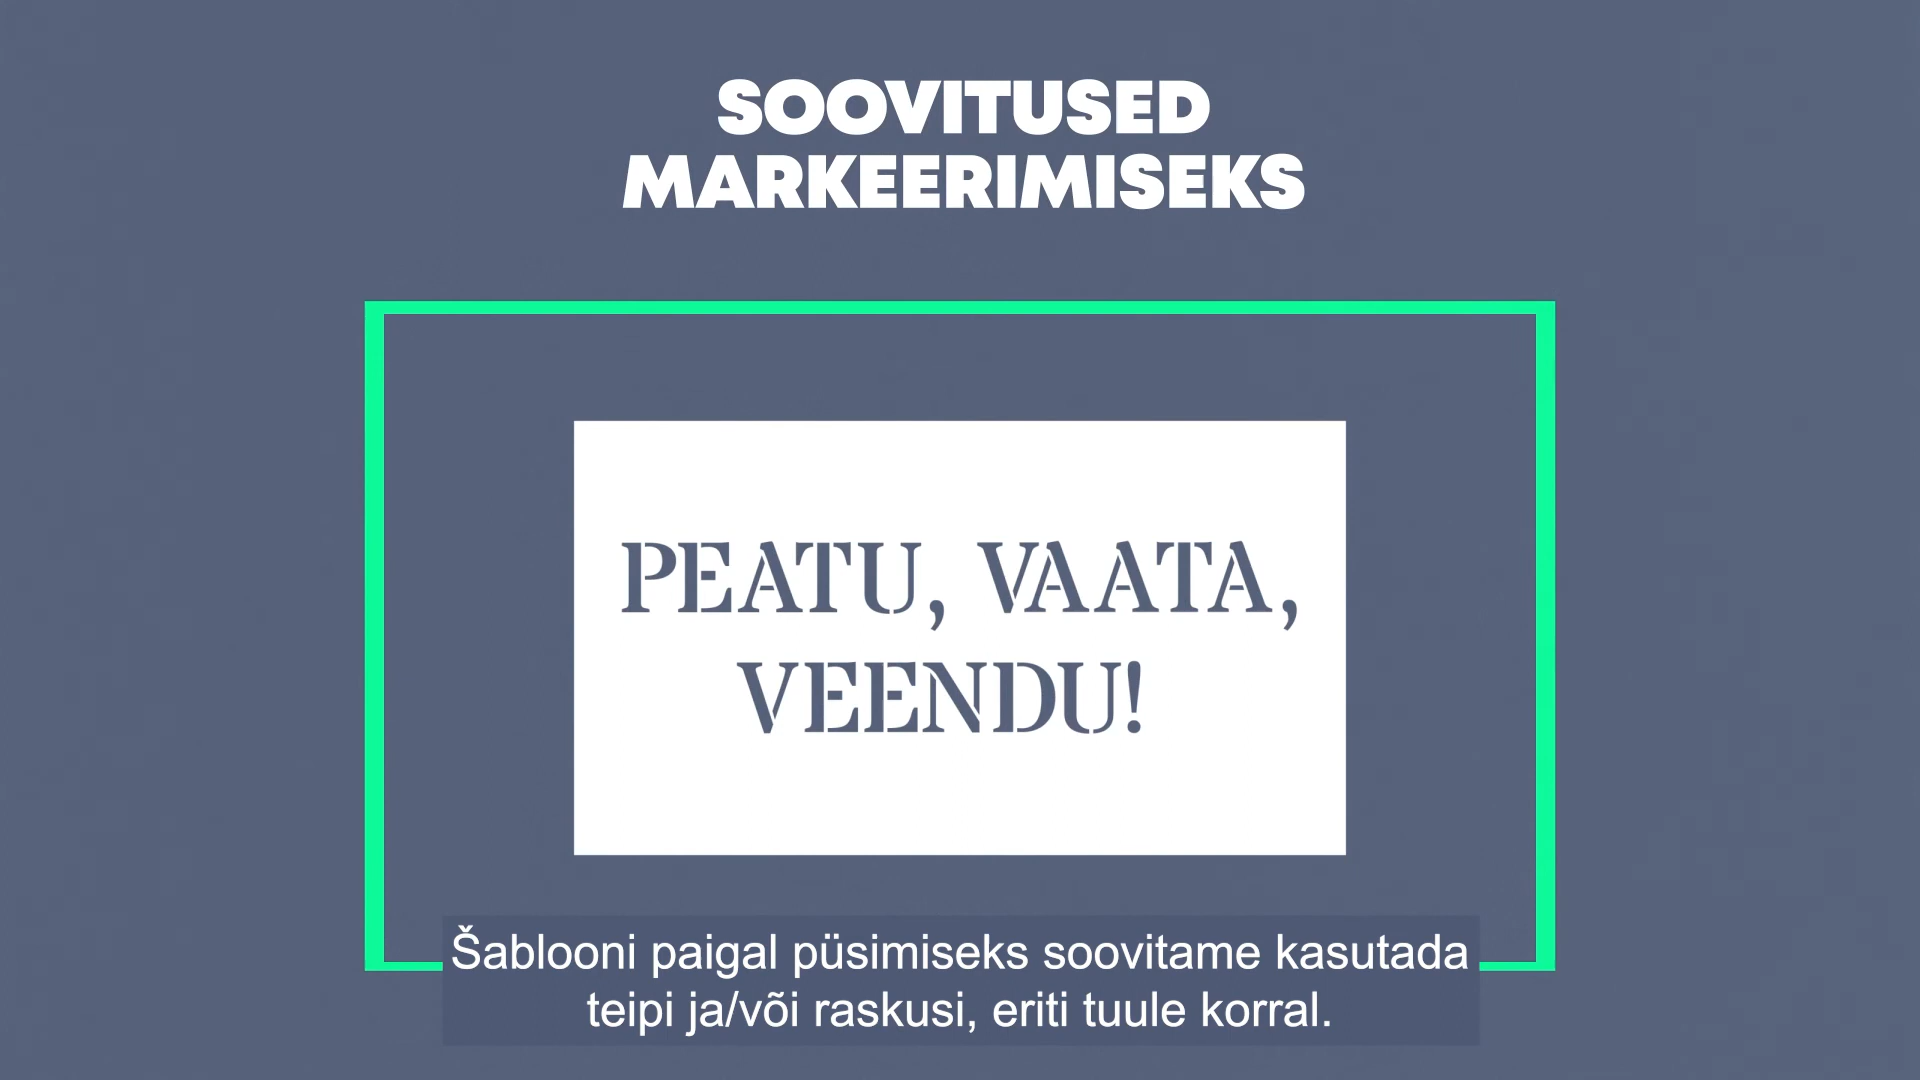 SOOVITUSED
MARKEERIMISEKS
PEATU, VAATA,
VEENDU!
Šablooni paigal püsimiseks soovitame kasutada
teipi ja/või raskusi, eriti tuule korral.